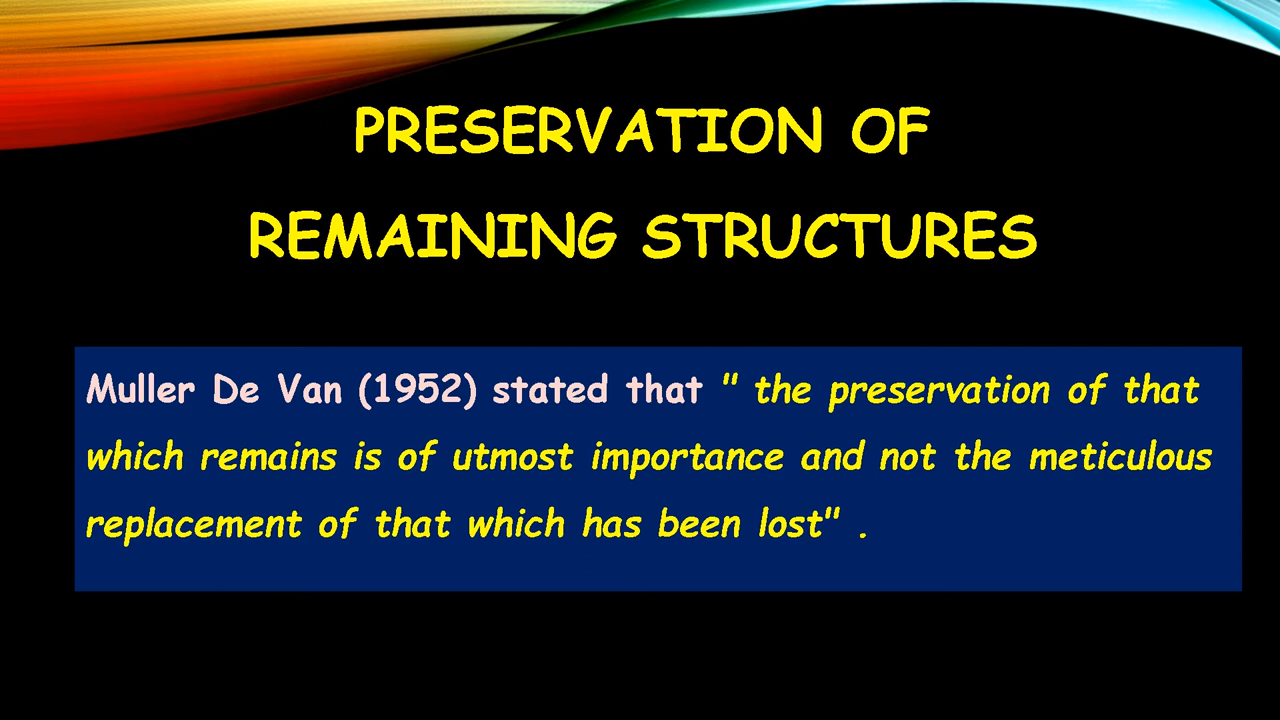 PRESERVATION OF
REMAINING STRUCTURES
Muller De Van (1952) stated that " the preservation of that
which remains is of utmost importance and not the meticulous
replacement of that which has been lost" .